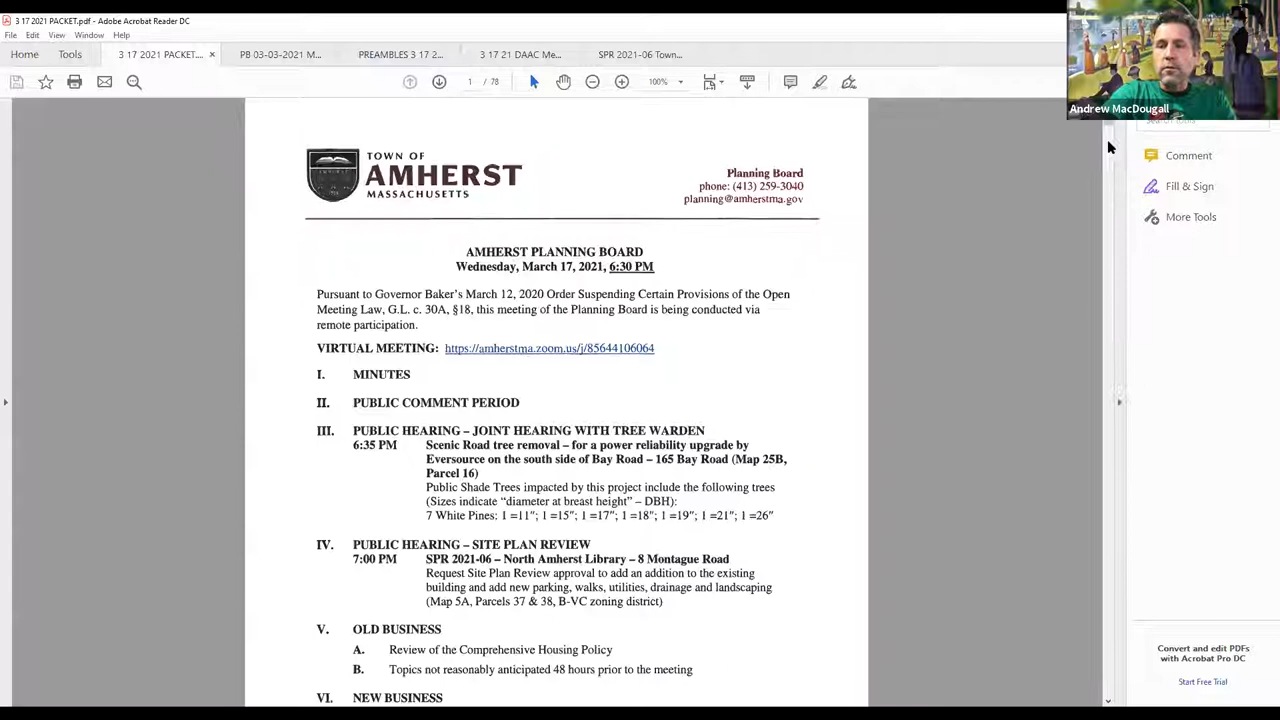 3 17 2021 PACKET.pdf - Adobe Acrobat Reader DC
File Edit View Window Help
Home Tools 3 17 2021 PACKET.... × PB 03-03-2021 M... PREAMBLES 3 17 2... 3 17 21 DAAC Me... SPR 2021-06 Town...
1 / 78 100%
Andrew MacDougall
Search tools
Comment
Fill & Sign
More Tools
TOWN OF
AMHERST
MASSACHUSETTS
Planning Board
phone: (413) 259-3040
planning@amherstma.gov
AMHERST PLANNING BOARD
Wednesday, March 17, 2021, 6:30 PM
Pursuant to Governor Baker's March 12, 2020 Order Suspending Certain Provisions of the Open
Meeting Law, G.L. c. 30A, §18, this meeting of the Planning Board is being conducted via
remote participation.
VIRTUAL MEETING: https://amherstma.zoom.us/j/85644106064
I. MINUTES
II. PUBLIC COMMENT PERIOD
III. PUBLIC HEARING – JOINT HEARING WITH TREE WARDEN
6:35 PM Scenic Road tree removal – for a power reliability upgrade by
Eversource on the south side of Bay Road – 165 Bay Road (Map 25B,
Parcel 16)
Public Shade Trees impacted by this project include the following trees
(Sizes indicate “diameter at breast height” – DBH):
7 White Pines: 1 =11″; 1 =15″; 1 =17″; 1 =18″; 1 =19″; 1 =21″; 1 =26″
IV. PUBLIC HEARING – SITE PLAN REVIEW
7:00 PM SPR 2021-06 – North Amherst Library – 8 Montague Road
Request Site Plan Review approval to add an addition to the existing
building and add new parking, walks, utilities, drainage and landscaping
(Map 5A, Parcels 37 & 38, B-VC zoning district)
V. OLD BUSINESS
A. Review of the Comprehensive Housing Policy
B. Topics not reasonably anticipated 48 hours prior to the meeting
VI. NEW BUSINESS
Convert and edit PDFs
with Acrobat Pro DC
Start Free Trial